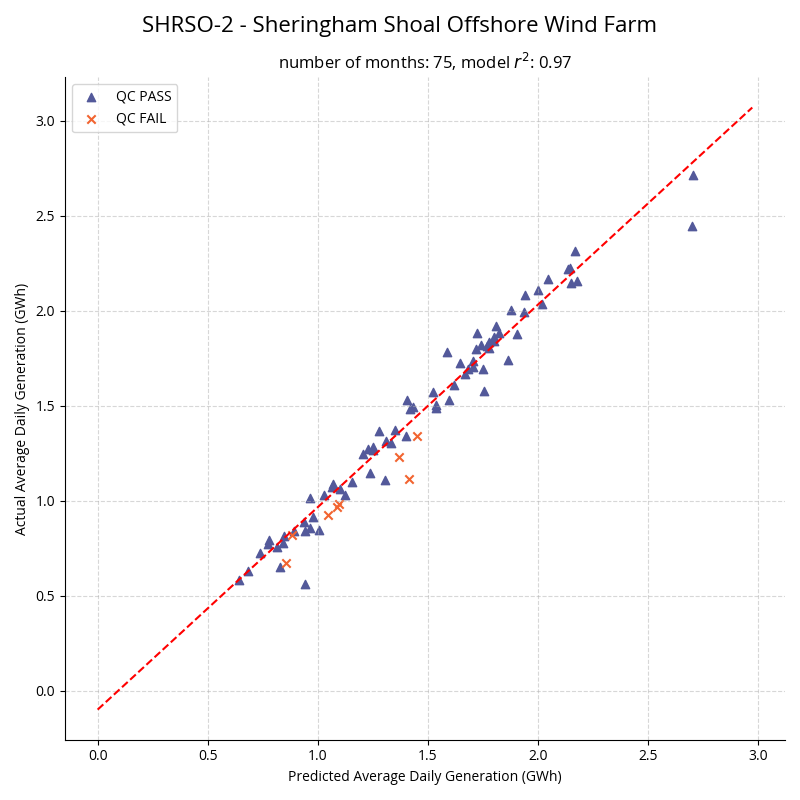 SHRSO-2 - Sheringham Shoal Offshore Wind Farm
number of months: 75, model r²: 0.97
QC PASS
QC FAIL
3.0
2.5
2.0
1.5
1.0
0.5
0.0
Actual Average Daily Generation (GWh)
0.0 0.5 1.0 1.5 2.0 2.5 3.0
Predicted Average Daily Generation (GWh)